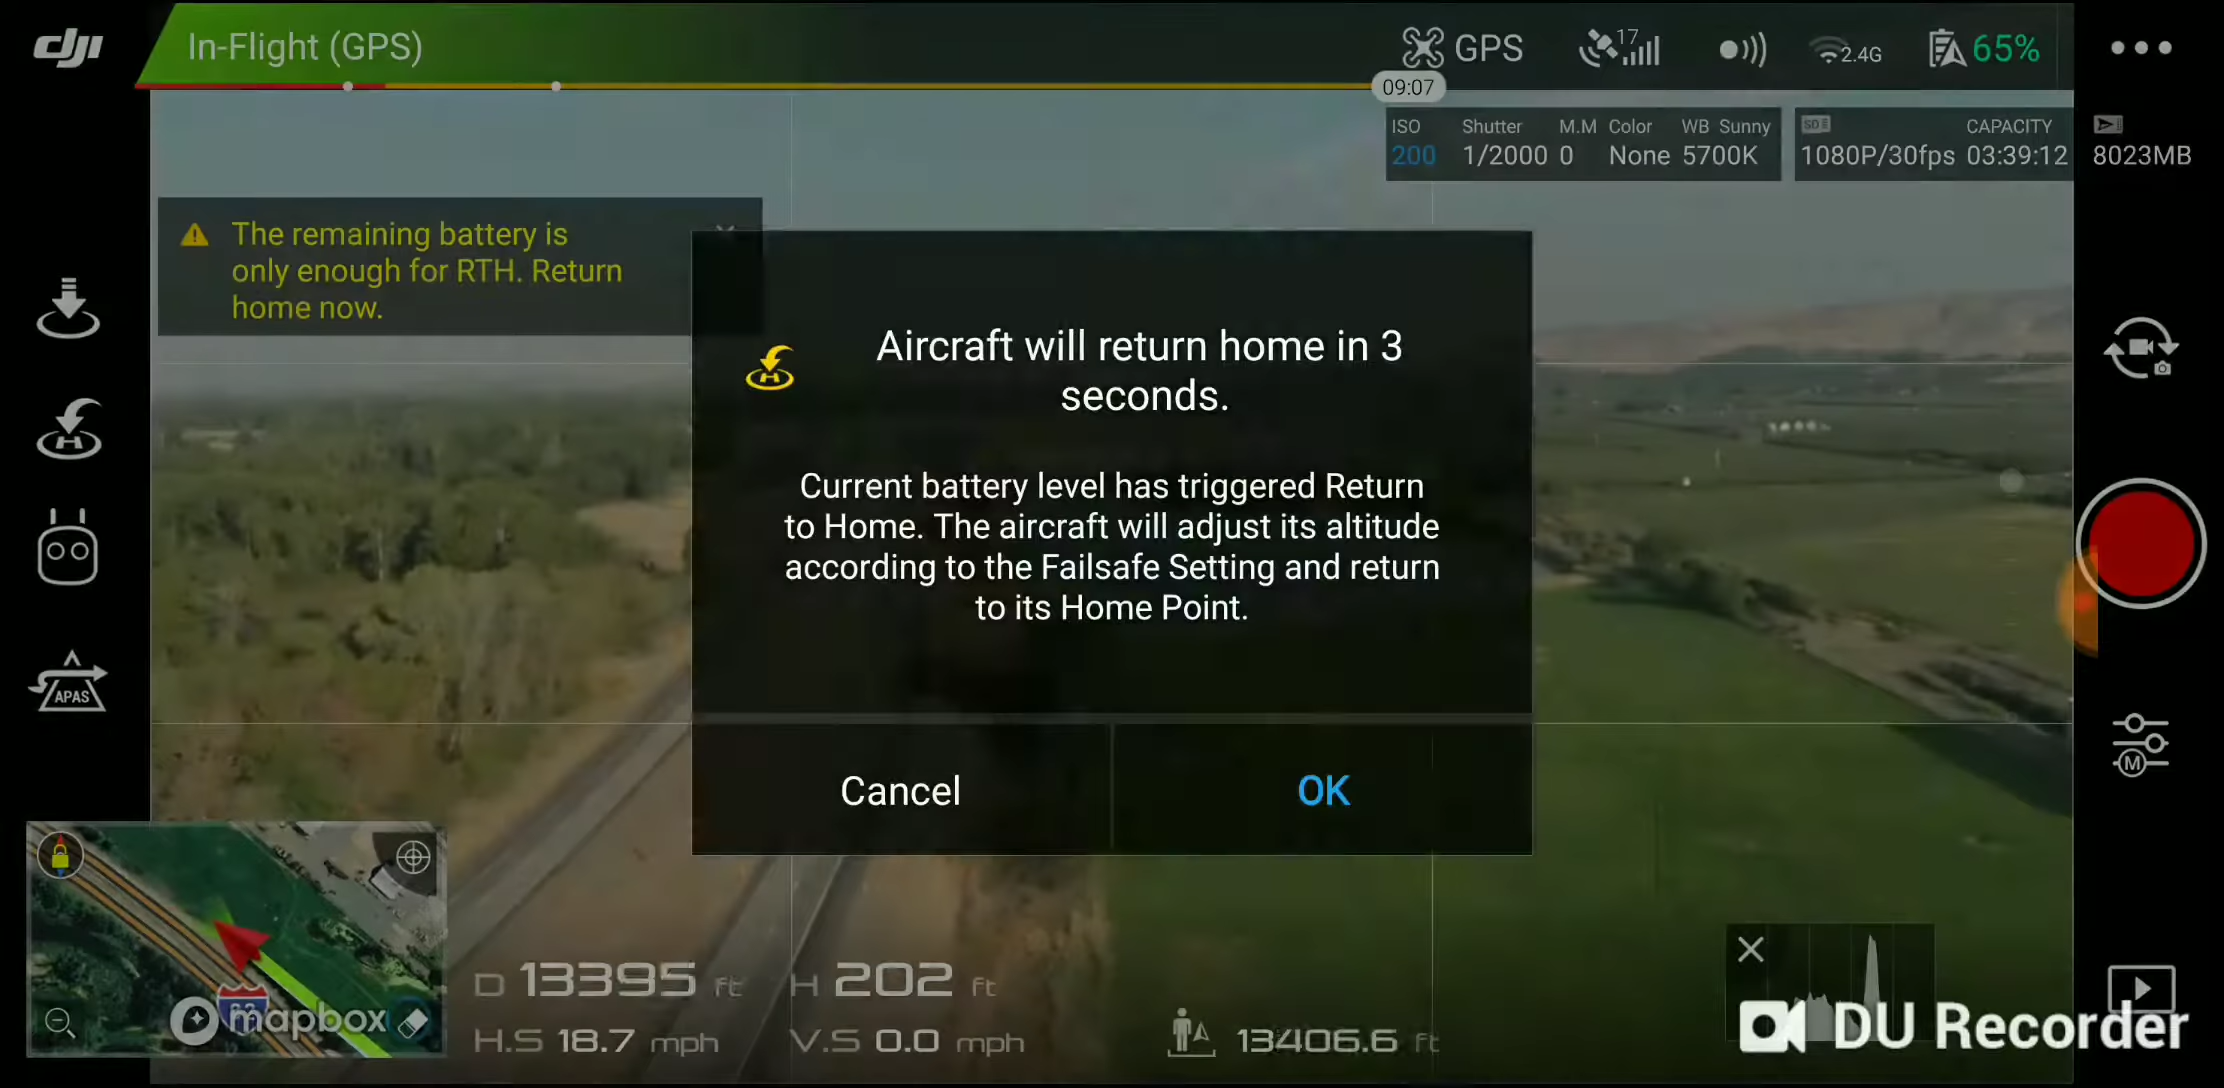 dji
In-Flight (GPS)
GPS
17
2.4G
65%
09:07
ISO
Shutter
M.M
Color
WB Sunny
200
1/2000
0
None
5700K
SD
CAPACITY
1080P/30fps
03:39:12
8023MB
The remaining battery is
only enough for RTH. Return
home now.
Aircraft will return home in 3
seconds.
Current battery level has triggered Return
to Home. The aircraft will adjust its altitude
according to the Failsafe Setting and return
to its Home Point.
Cancel
OK
H
APAS
M
mapbox
D 13395 ft
H 202 ft
H.S 18.7 mph
V.S 0.0 mph
13406.6 ft
DU Recorder